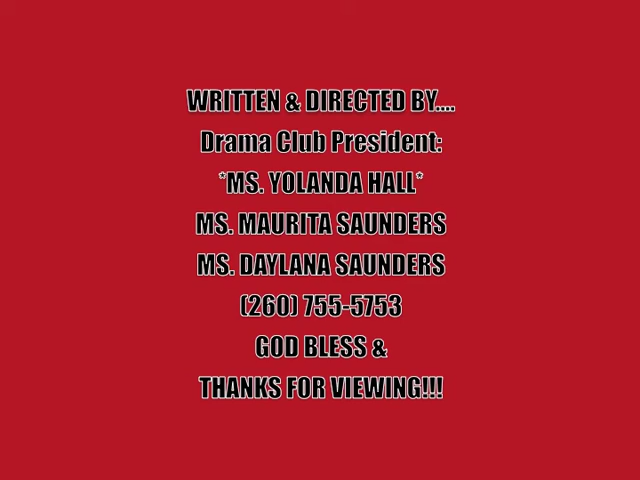 WRITTEN & DIRECTED BY....
Drama Club President:
*MS. YOLANDA HALL*
MS. MAURITA SAUNDERS
MS. DAYLANA SAUNDERS
(260) 755-5753
GOD BLESS &
THANKS FOR VIEWING!!!